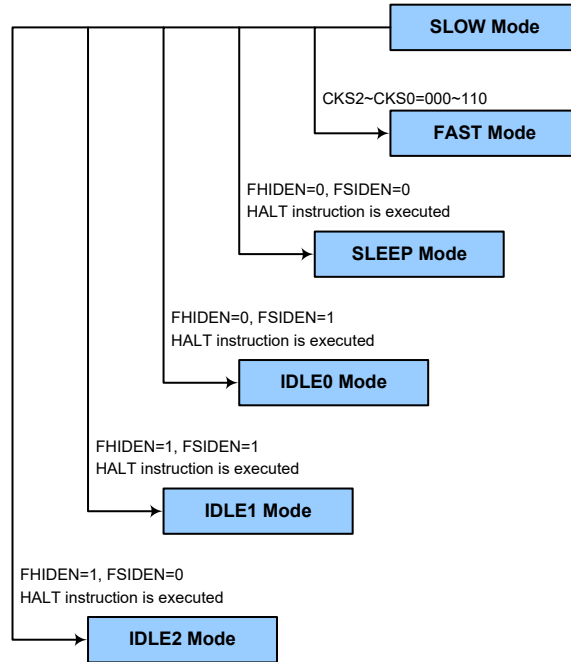 SLOW Mode
CKS2~CKS0=000~110
FAST Mode
FHIDEN=0, FSIDEN=0
HALT instruction is executed
SLEEP Mode
FHIDEN=0, FSIDEN=1
HALT instruction is executed
IDLE0 Mode
FHIDEN=1, FSIDEN=1
HALT instruction is executed
IDLE1 Mode
FHIDEN=1, FSIDEN=0
HALT instruction is executed
IDLE2 Mode